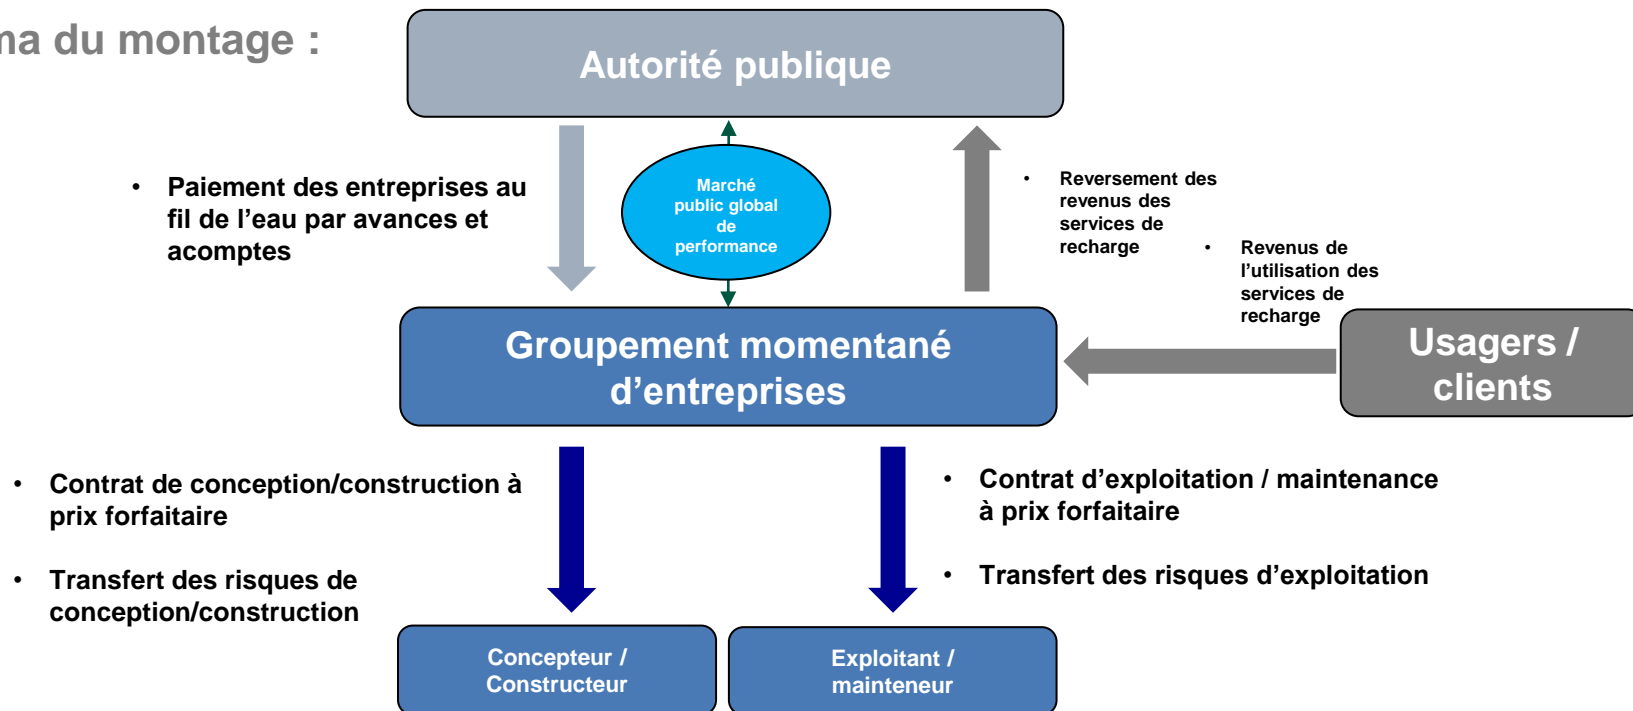 ma du montage :
Autorité publique
• Paiement des entreprises au
fil de l’eau par avances et
acomptes
Marché
public global
de
performance
• Reversement des
revenus des
services de
recharge
• Revenus de
l’utilisation des
services de
recharge
Groupement momentané
d’entreprises
Usagers /
clients
• Contrat de conception/construction à
prix forfaitaire
• Transfert des risques de
conception/construction
• Contrat d’exploitation / maintenance
à prix forfaitaire
• Transfert des risques d’exploitation
Concepteur /
Constructeur
Exploitant /
mainteneur